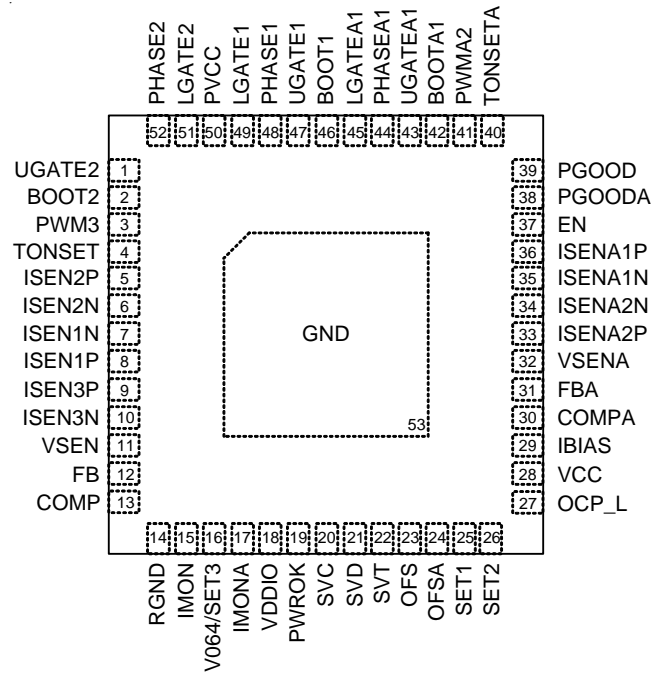 PHASE2
LGATE2
PVCC
LGATE1
PHASE1
UGATE1
BOOT1
LGATEA1
PHASEA1
UGATEA1
BOOTA1
PWMA2
TONSETA
52 51 50 49 48 47 46 45 44 43 42 41 40
UGATE2 1
BOOT2 2
PWM3 3
TONSET 4
ISEN2P 5
ISEN2N 6
ISEN1N 7
ISEN1P 8
ISEN3P 9
ISEN3N 10
VSEN 11
FB 12
COMP 13
GND
53
39 PGOOD
38 PGOODA
37 EN
36 ISENA1P
35 ISENA1N
34 ISENA2N
33 ISENA2P
32 VSENA
31 FBA
30 COMPA
29 IBIAS
28 VCC
27 OCP_L
14 15 16 17 18 19 20 21 22 23 24 25 26
RGND
IMON
V064/SET3
IMONA
VDDIO
PWROK
SVC
SVD
SVT
OFS
OFSA
SET1
SET2